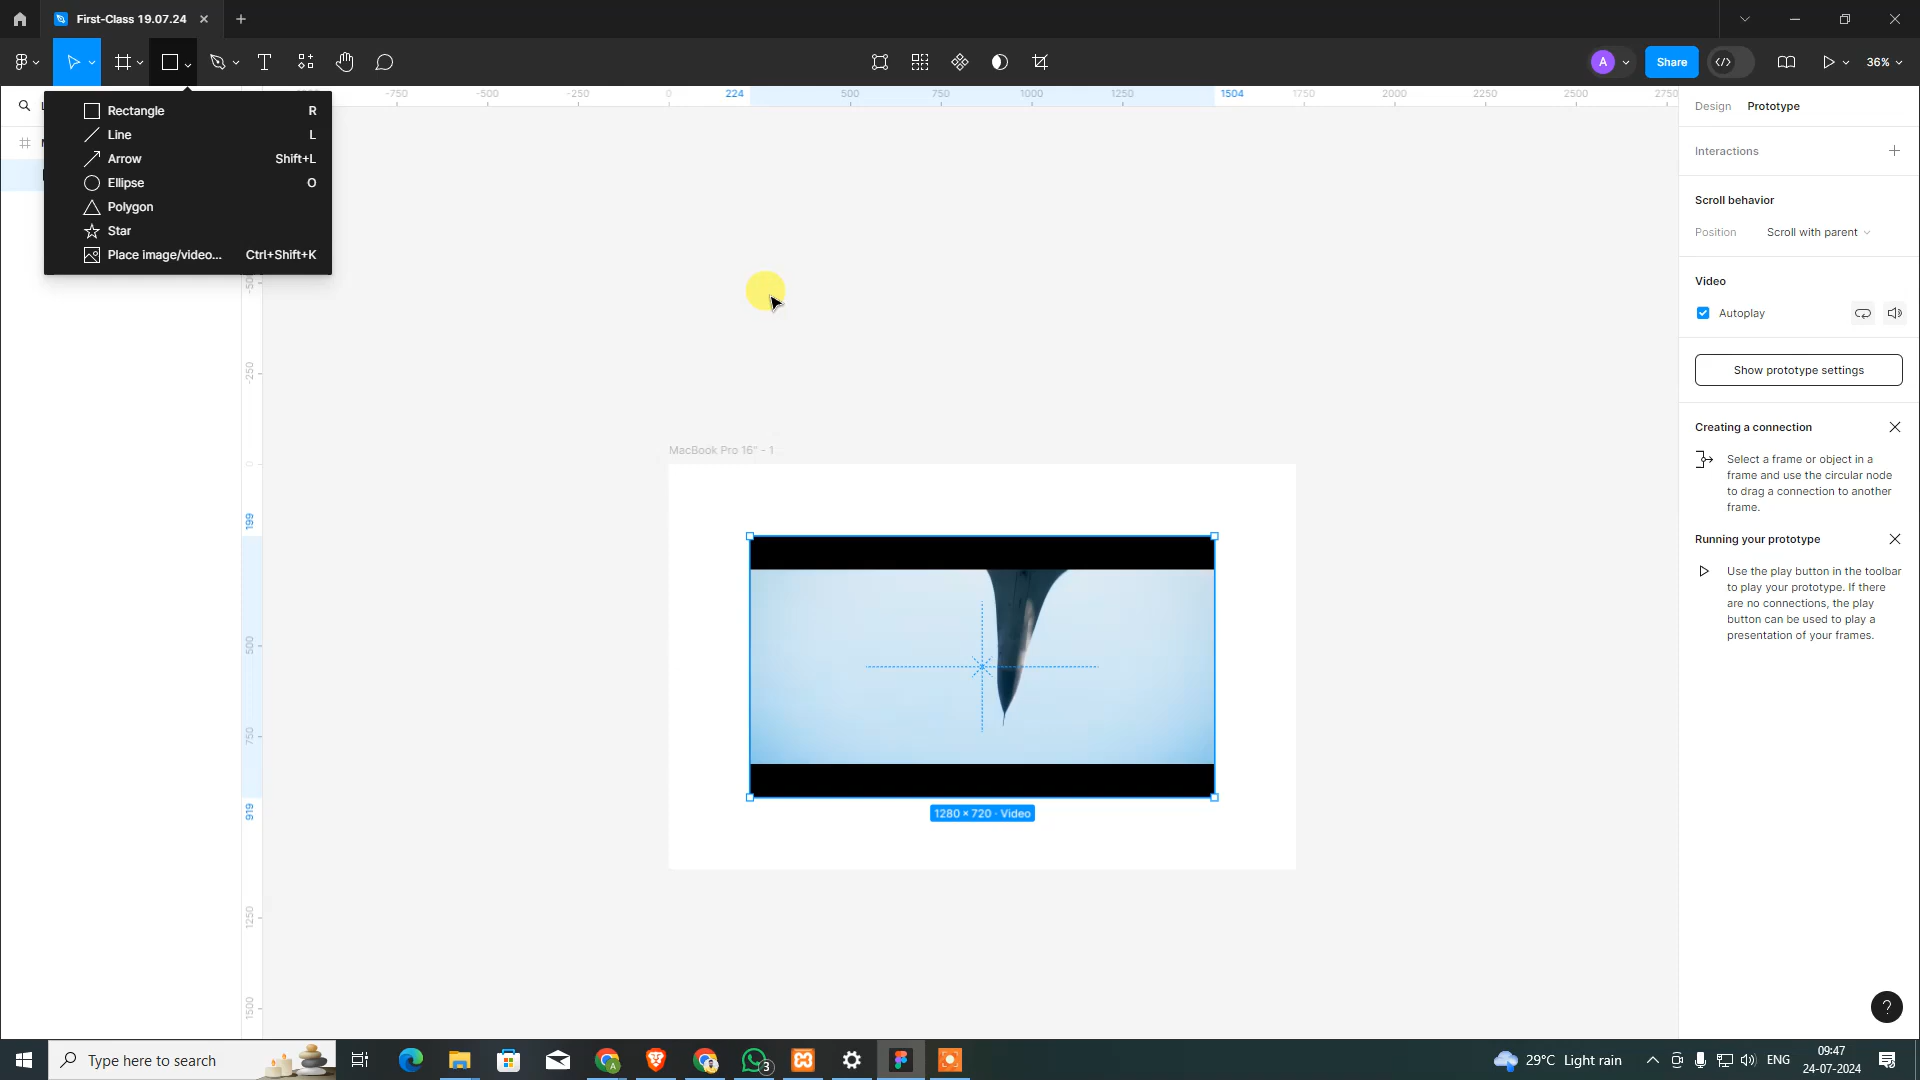 First-Class 19.07.24
A
Share
36%
Rectangle R
Line L
Arrow Shift+L
Ellipse O
Polygon
Star
Place image/video... Ctrl+Shift+K
-750 -500 -250 0 224 500 750 1000 1250 1504 1750 2000 2250 2500 2750
-250
0
199
500
750
919
1250
1500
MacBook Pro 16" - 1
1280 × 720 · Video
Design Prototype
Interactions
Scroll behavior
Position Scroll with parent
Video
Autoplay
Show prototype settings
Creating a connection
Select a frame or object in a
frame and use the circular node
to drag a connection to another
frame.
Running your prototype
Use the play button in the toolbar
to play your prototype. If there
are no connections, the play
button can be used to play a
presentation of your frames.
?
Type here to search
3
29°C Light rain
ENG
09:47
24-07-2024